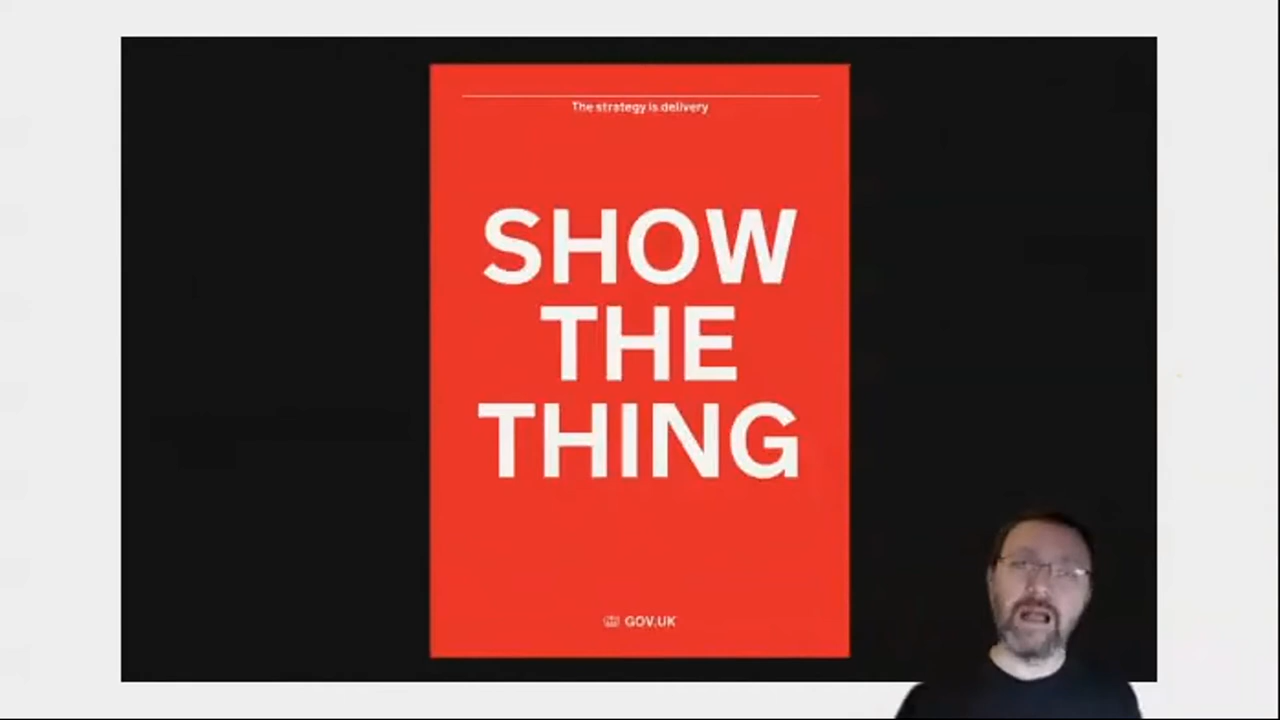 The strategy is delivery
SHOW
THE
THING
GOV.UK